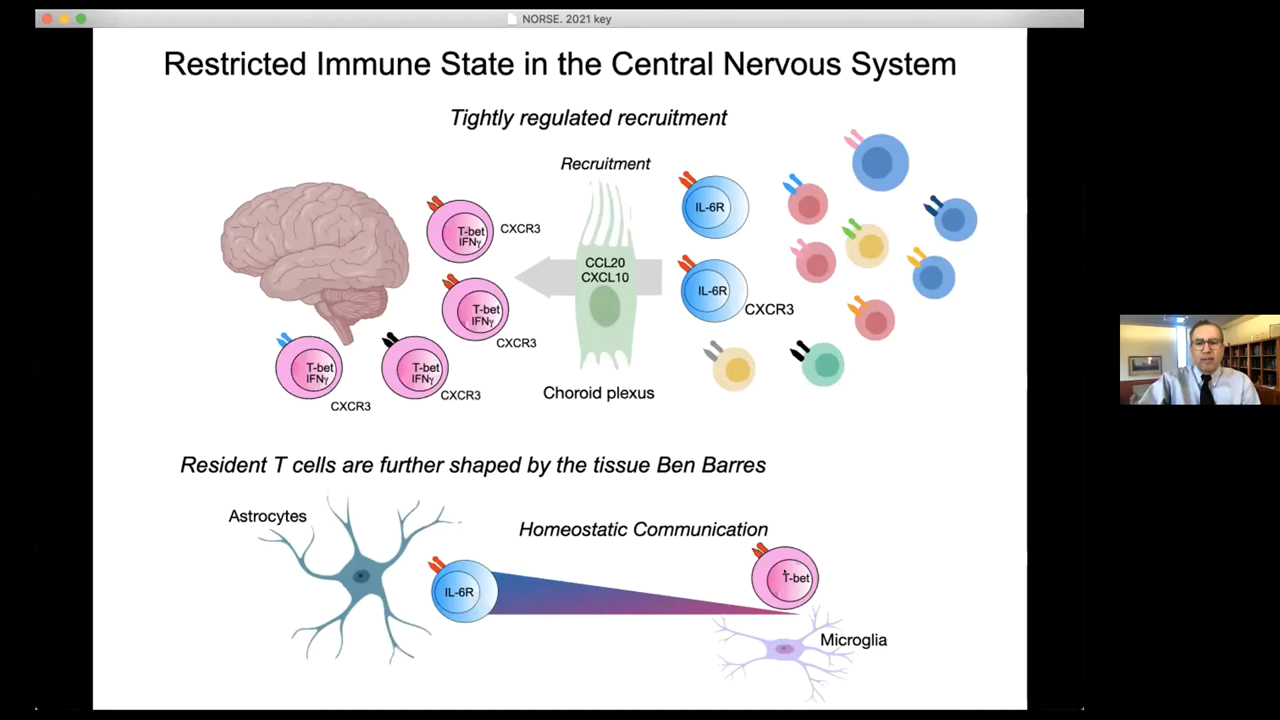 NORSE. 2021 key
Restricted Immune State in the Central Nervous System
Tightly regulated recruitment
Recruitment
IL-6R
T-bet
IFNγ
CXCR3
CCL20
CXCL10
IL-6R
CXCR3
T-bet
IFNγ
CXCR3
T-bet
IFNγ
CXCR3
T-bet
IFNγ
CXCR3
Choroid plexus
Resident T cells are further shaped by the tissue Ben Barres
Astrocytes
Homeostatic Communication
IL-6R
T-bet
Microglia